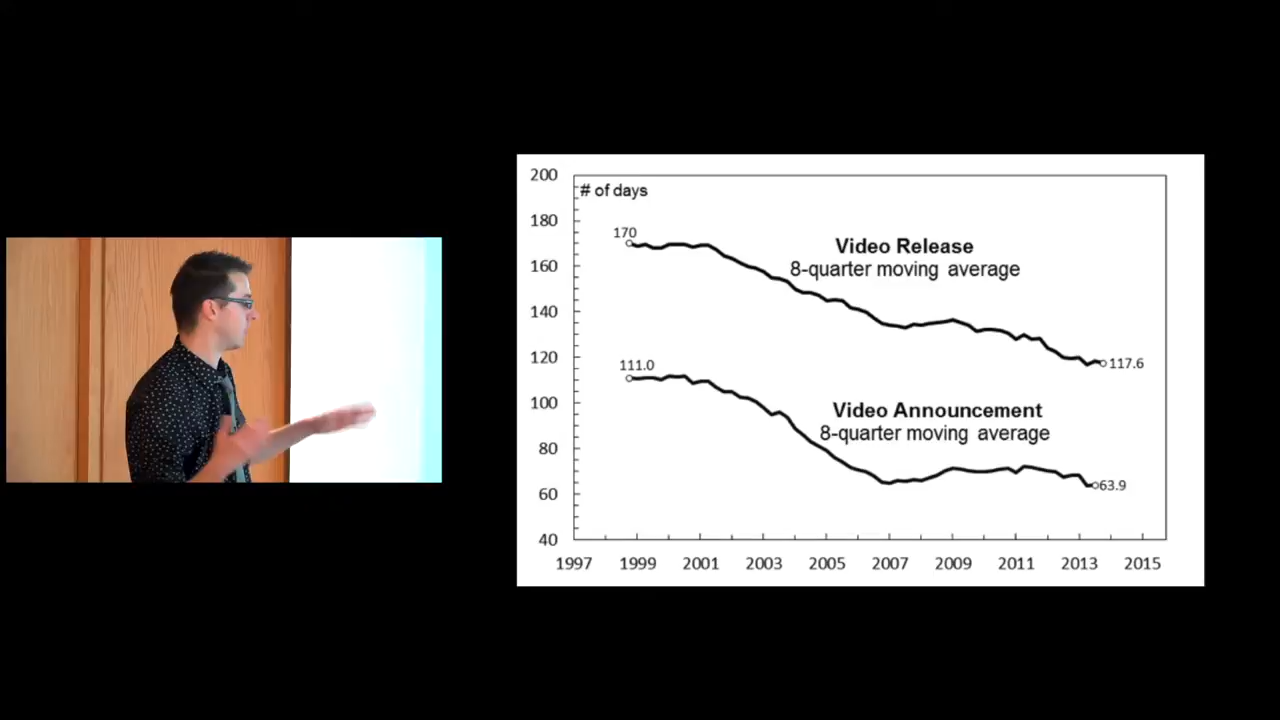 200
# of days
180
170
Video Release
8-quarter moving average
160
140
120
117.6
111.0
100
Video Announcement
8-quarter moving average
80
63.9
60
40
1997 1999 2001 2003 2005 2007 2009 2011 2013 2015